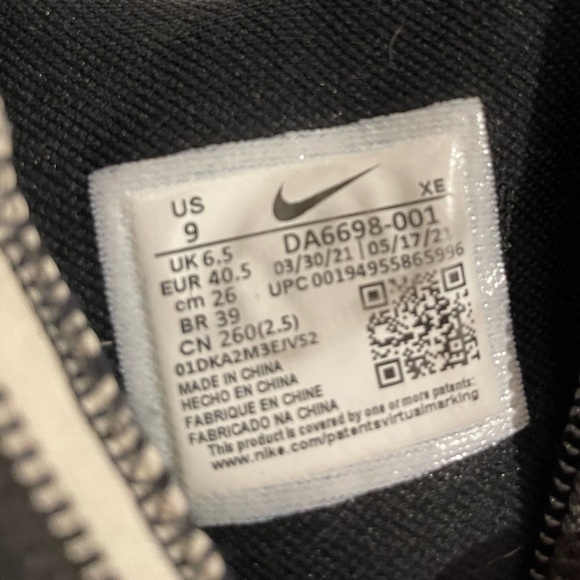 US
9
XE
UK 6.5
EUR 40.5
cm 26
BR 39
CN 260(2.5)
DA6698-001
03/30/21 | 05/17/21
UPC 00194955865996
01DKA2M3EJV52
MADE IN CHINA
HECHO EN CHINA
FABRIQUE EN CHINE
FABRICADO NA CHINA
This product is covered by one or more patents:
www.nike.com/patentsvirtualmarking